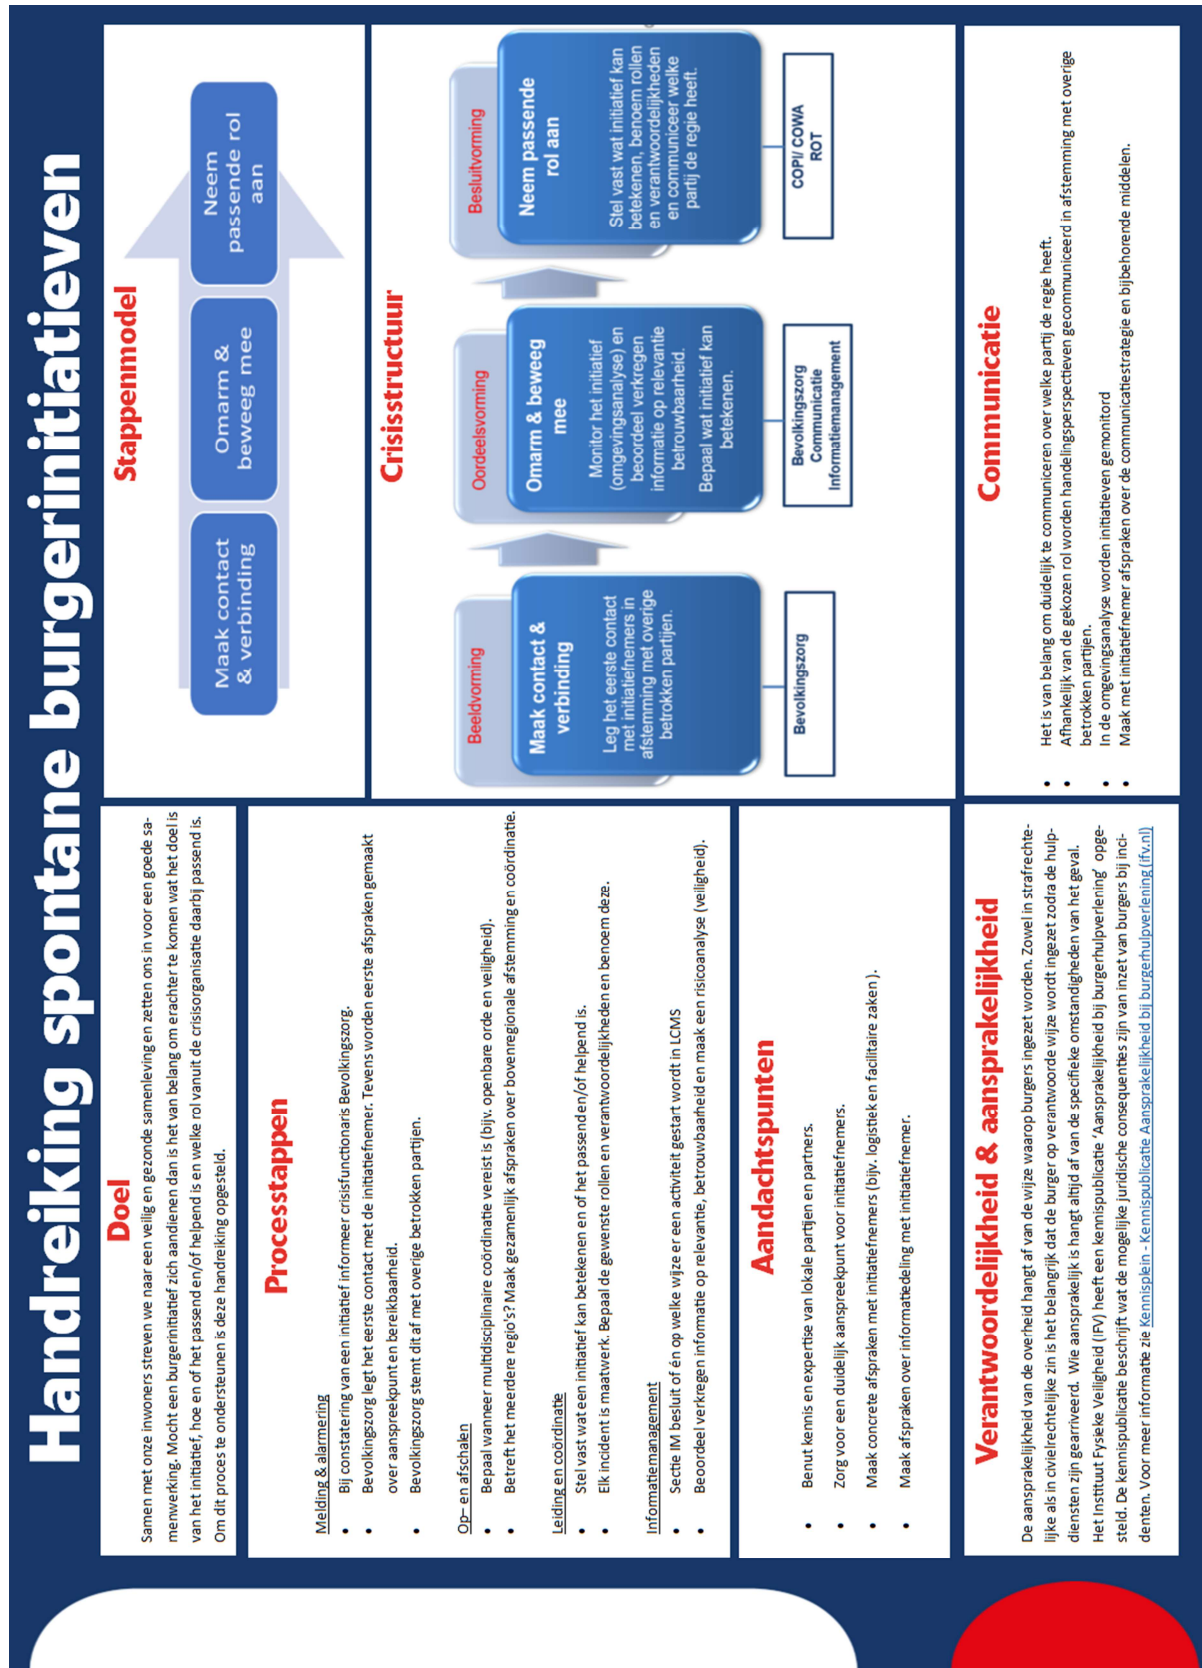 Handreiking spontane burgerinitiatieven
Doel
Samen met onze inwoners streven we naar een veilig en gezonde samenleving en zetten ons in voor een goede sa-
menwerking. Mocht een burgerinitiatief zich aandienen dan is het van belang om erachter te komen wat het doel is
van het initiatief, hoe en of het passend en/of helpend is en welke rol vanuit de crisisorganisatie daarbij passend is.
Om dit proces te ondersteunen is deze handreiking opgesteld.
Processtappen
Melding & alarmering
• Bij constatering van een initiatief informeer crisisfunctionaris Bevolkingszorg.
• Bevolkingszorg legt het eerste contact met de initiatiefnemer. Tevens worden eerste afspraken gemaakt
over aanspreekpunt en bereikbaarheid.
• Bevolkingszorg stemt dit af met overige betrokken partijen.
Op– en afschalen
• Bepaal wanneer multidisciplinaire coördinatie vereist is (bijv. openbare orde en veiligheid).
• Betreft het meerdere regio's? Maak gezamenlijk afspraken over bovenregionale afstemming en coördinatie.
Leiding en coördinatie
• Stel vast wat een initiatief kan betekenen en of het passenden/of helpend is.
• Elk incident is maatwerk. Bepaal de gewenste rollen en verantwoordelijkheden en benoem deze.
Informatiemanagement
• Sectie IM besluit óf én op welke wijze er een activiteit gestart wordt in LCMS
• Beoordeel verkregen informatie op relevantie, betrouwbaarheid en maak een risicoanalyse (veiligheid).
Aandachtspunten
• Benut kennis en expertise van lokale partijen en partners.
• Zorg voor een duidelijk aanspreekpunt voor initiatiefnemers.
• Maak concrete afspraken met initiatiefnemers (bijv. logistiek en facilitaire zaken).
• Maak afspraken over informatiedeling met initiatiefnemer.
Verantwoordelijkheid & aansprakelijkheid
De aansprakelijkheid van de overheid hangt af van de wijze waarop burgers ingezet worden. Zowel in strafrechte-
lijke als in civielrechtelijke zin is het belangrijk dat de burger op verantwoorde wijze wordt ingezet zodra de hulp-
diensten zijn gearriveerd. Wie aansprakelijk is hangt altijd af van de specifieke omstandigheden van het geval.
Het Instituut Fysieke Veiligheid (IFV) heeft een kennispublicatie ‘Aansprakelijkheid bij burgerhulpverlening’ opge-
steld. De kennispublicatie beschrijft wat de mogelijke juridische consequenties zijn van inzet van burgers bij inci-
denten. Voor meer informatie zie Kennisplein - Kennispublicatie Aansprakelijkheid bij burgerhulpverlening (ifv.nl)
Stappenmodel
Maak contact
& verbinding
Omarm &
beweeg mee
Neem
passende rol
aan
Crisisstructuur
Beeldvorming
Maak contact &
verbinding
Leg het eerste contact
met initiatiefnemers in
afstemming met overige
betrokken partijen.
Bevolkingszorg
Oordeelsvorming
Omarm & beweeg
mee
Monitor het initiatief
(omgevingsanalyse) en
beoordeel verkregen
informatie op relevantie
betrouwbaarheid.
Bepaal wat initiatief kan
betekenen.
Bevolkingszorg
Communicatie
Informatiemanagement
Besluitvorming
Neem passende
rol aan
Stel vast wat initiatief kan
betekenen, benoem rollen
en verantwoordelijkheden
en communiceer welke
partij de regie heeft.
COPI/ COWA
ROT
Communicatie
• Het is van belang om duidelijk te communiceren over welke partij de regie heeft.
• Afhankelijk van de gekozen rol worden handelingsperspectieven gecommuniceerd in afstemming met overige
betrokken partijen.
• In de omgevingsanalyse worden initiatieven gemonitord
• Maak met initiatiefnemer afspraken over de communicatiestrategie en bijbehorende middelen.